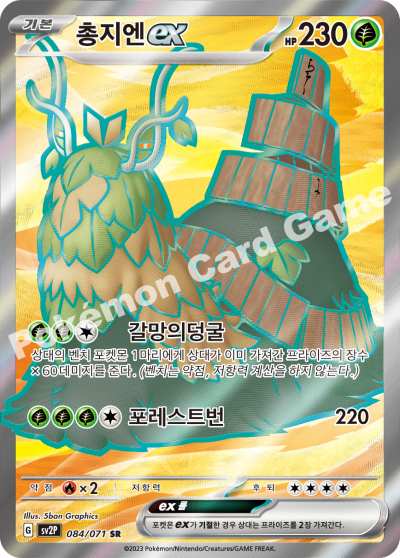 기본 총지엔ex HP 230
Pokémon Card Game
갈망의덩굴
상대의 벤치 포켓몬 1마리에게 상대가 이미 가져간 프라이즈의 장수
×60데미지를 준다. (벤치는 약점, 저항력 계산을 하지 않는다.)
포레스트번 220
약점 ×2 저항력 후퇴
Illus. 5ban Graphics
G SV2P 084/071 SR
ex룰
포켓몬 ex가 기절한 경우 상대는 프라이즈를 2장 가져간다.
©2023 Pokémon/Nintendo/Creatures/GAME FREAK.